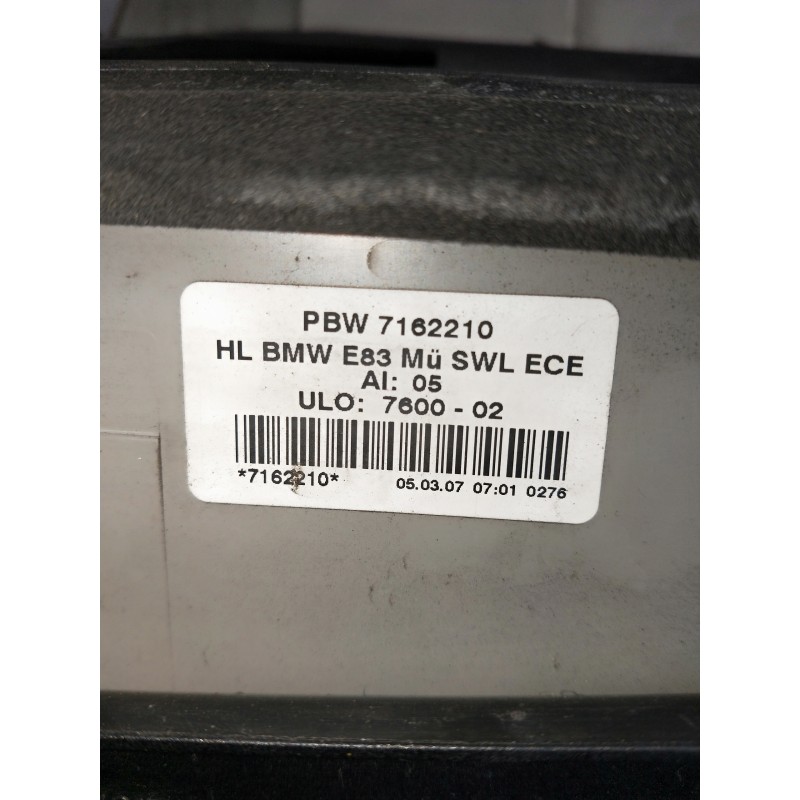 PBW 7162210
HL BMW E83 Mü SWL ECE
AI: 05
ULO: 7600 - 02
*7162210* 05.03.07 07:01 0276